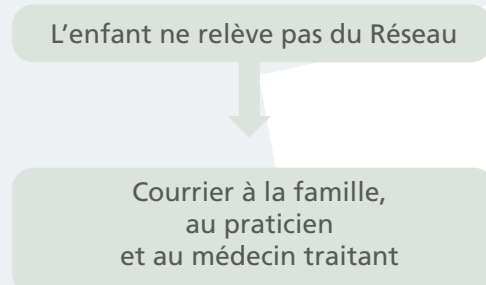 L’enfant ne relève pas du Réseau
Courrier à la famille,
au praticien
et au médecin traitant